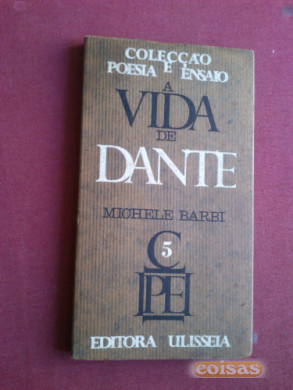 COLECÇÃO
POESIA E ENSAIO
A
VIDA
DE
DANTE
MICHELE BARBI
C
5
PE
EDITORA ULISSEIA
coisas